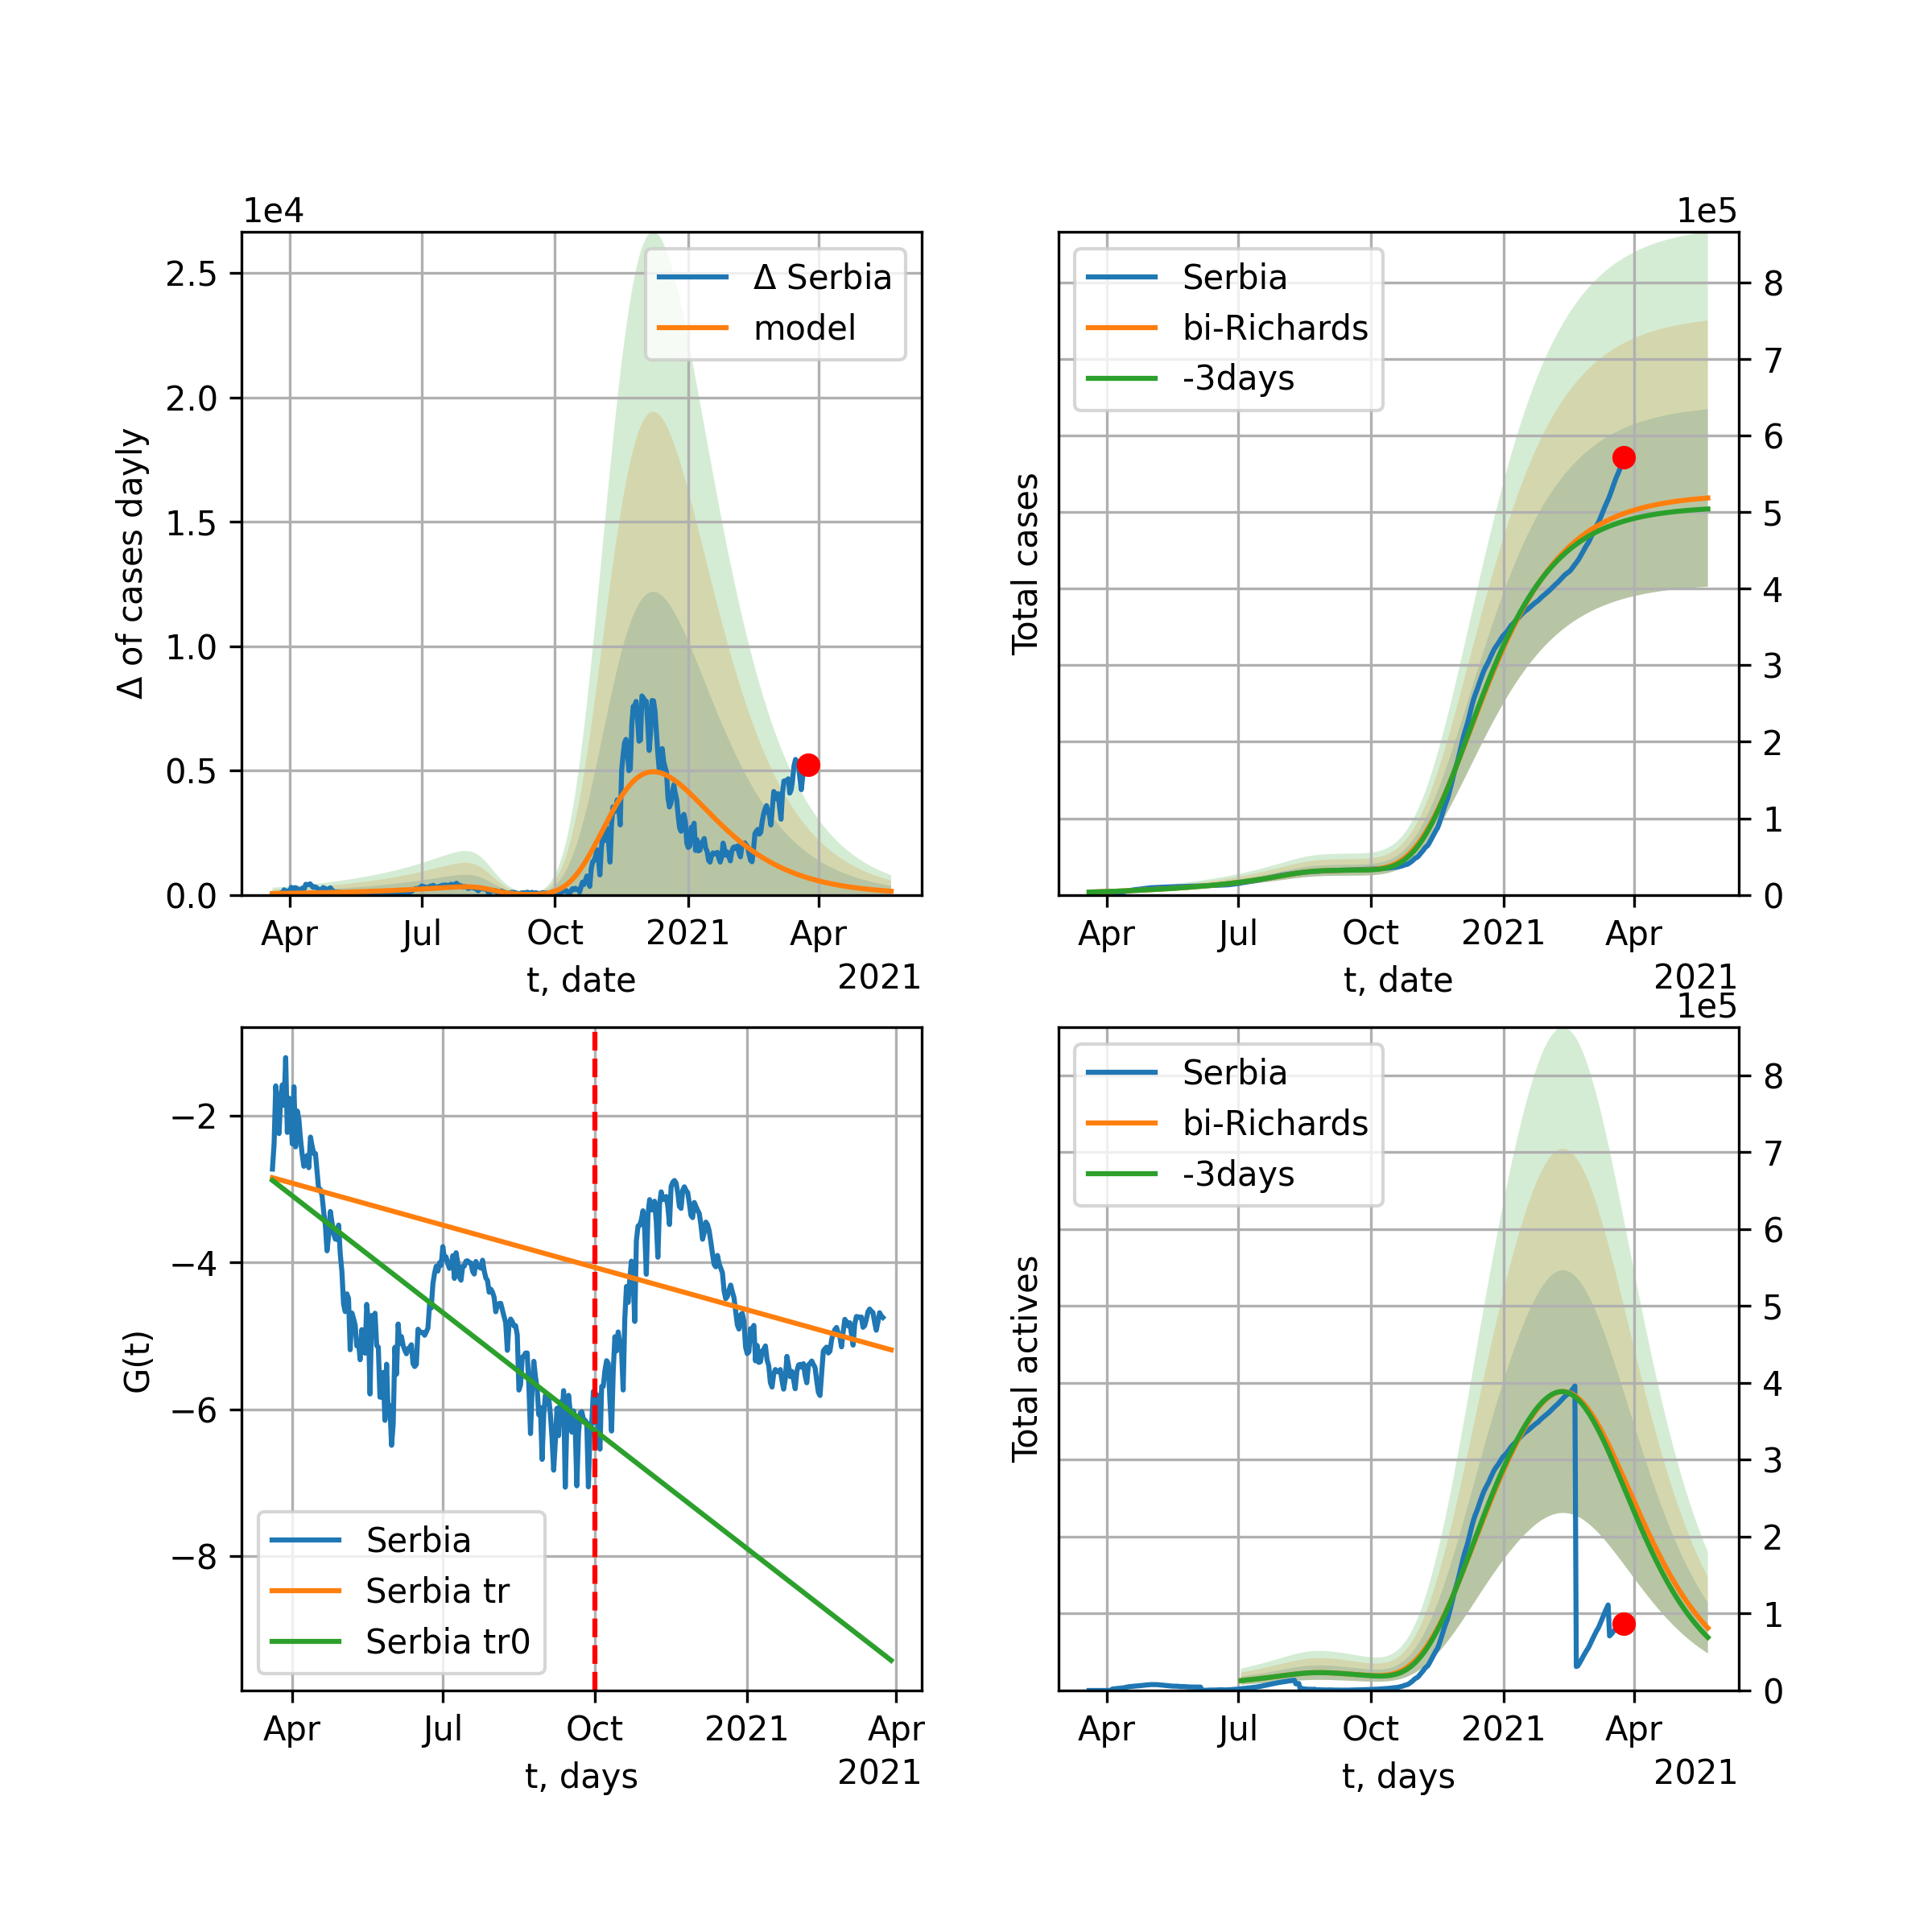 1e4
Δ of cases dayly
2.5
2.0
1.5
1.0
0.5
0.0
Δ Serbia
model
Apr Jul Oct 2021 Apr
t, date
2021
1e5
Total cases
Serbia
bi-Richards
-3days
8
7
6
5
4
3
2
1
0
Apr Jul Oct 2021 Apr
t, date
2021
G(t)
−2
−4
−6
−8
Serbia
Serbia tr
Serbia tr0
Apr Jul Oct 2021 Apr
t, days
2021
1e5
Total actives
Serbia
bi-Richards
-3days
8
7
6
5
4
3
2
1
0
Apr Jul Oct 2021 Apr
t, days
2021